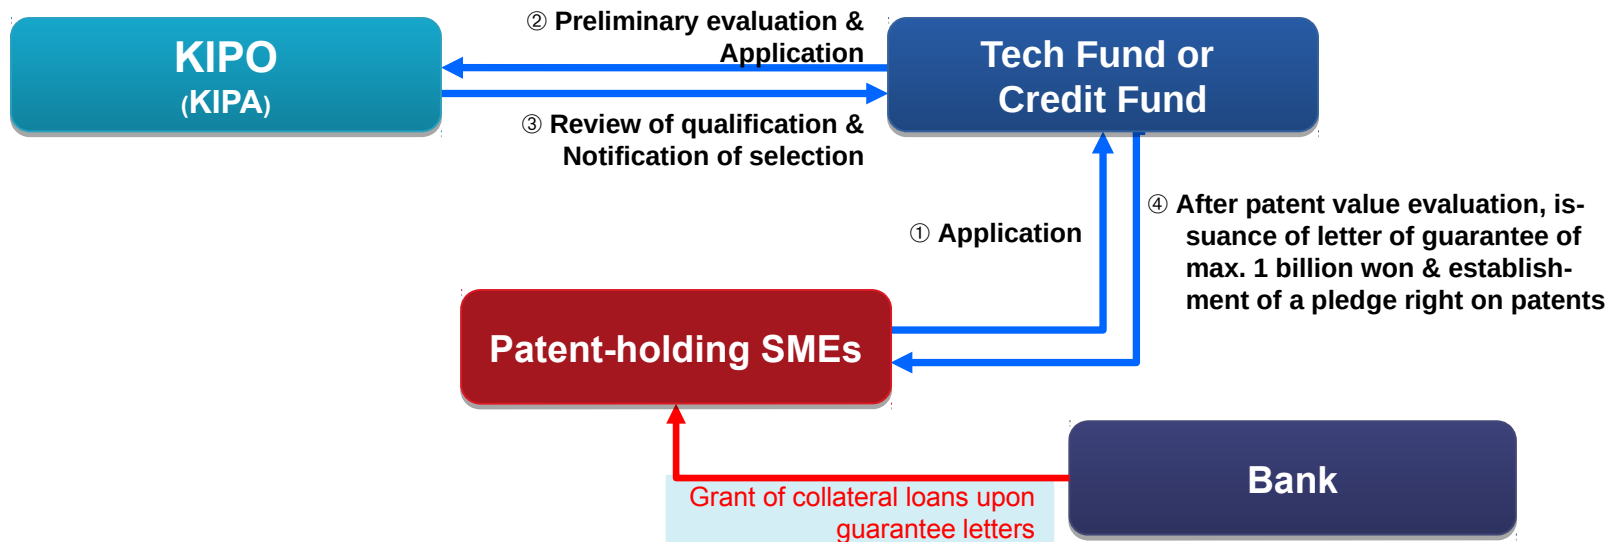 KIPO
(KIPA)
② Preliminary evaluation &
Application
Tech Fund or
Credit Fund
③ Review of qualification &
Notification of selection
① Application
④ After patent value evaluation, is-
suance of letter of guarantee of
max. 1 billion won & establish-
ment of a pledge right on patents
Patent-holding SMEs
Bank
Grant of collateral loans upon
guarantee letters